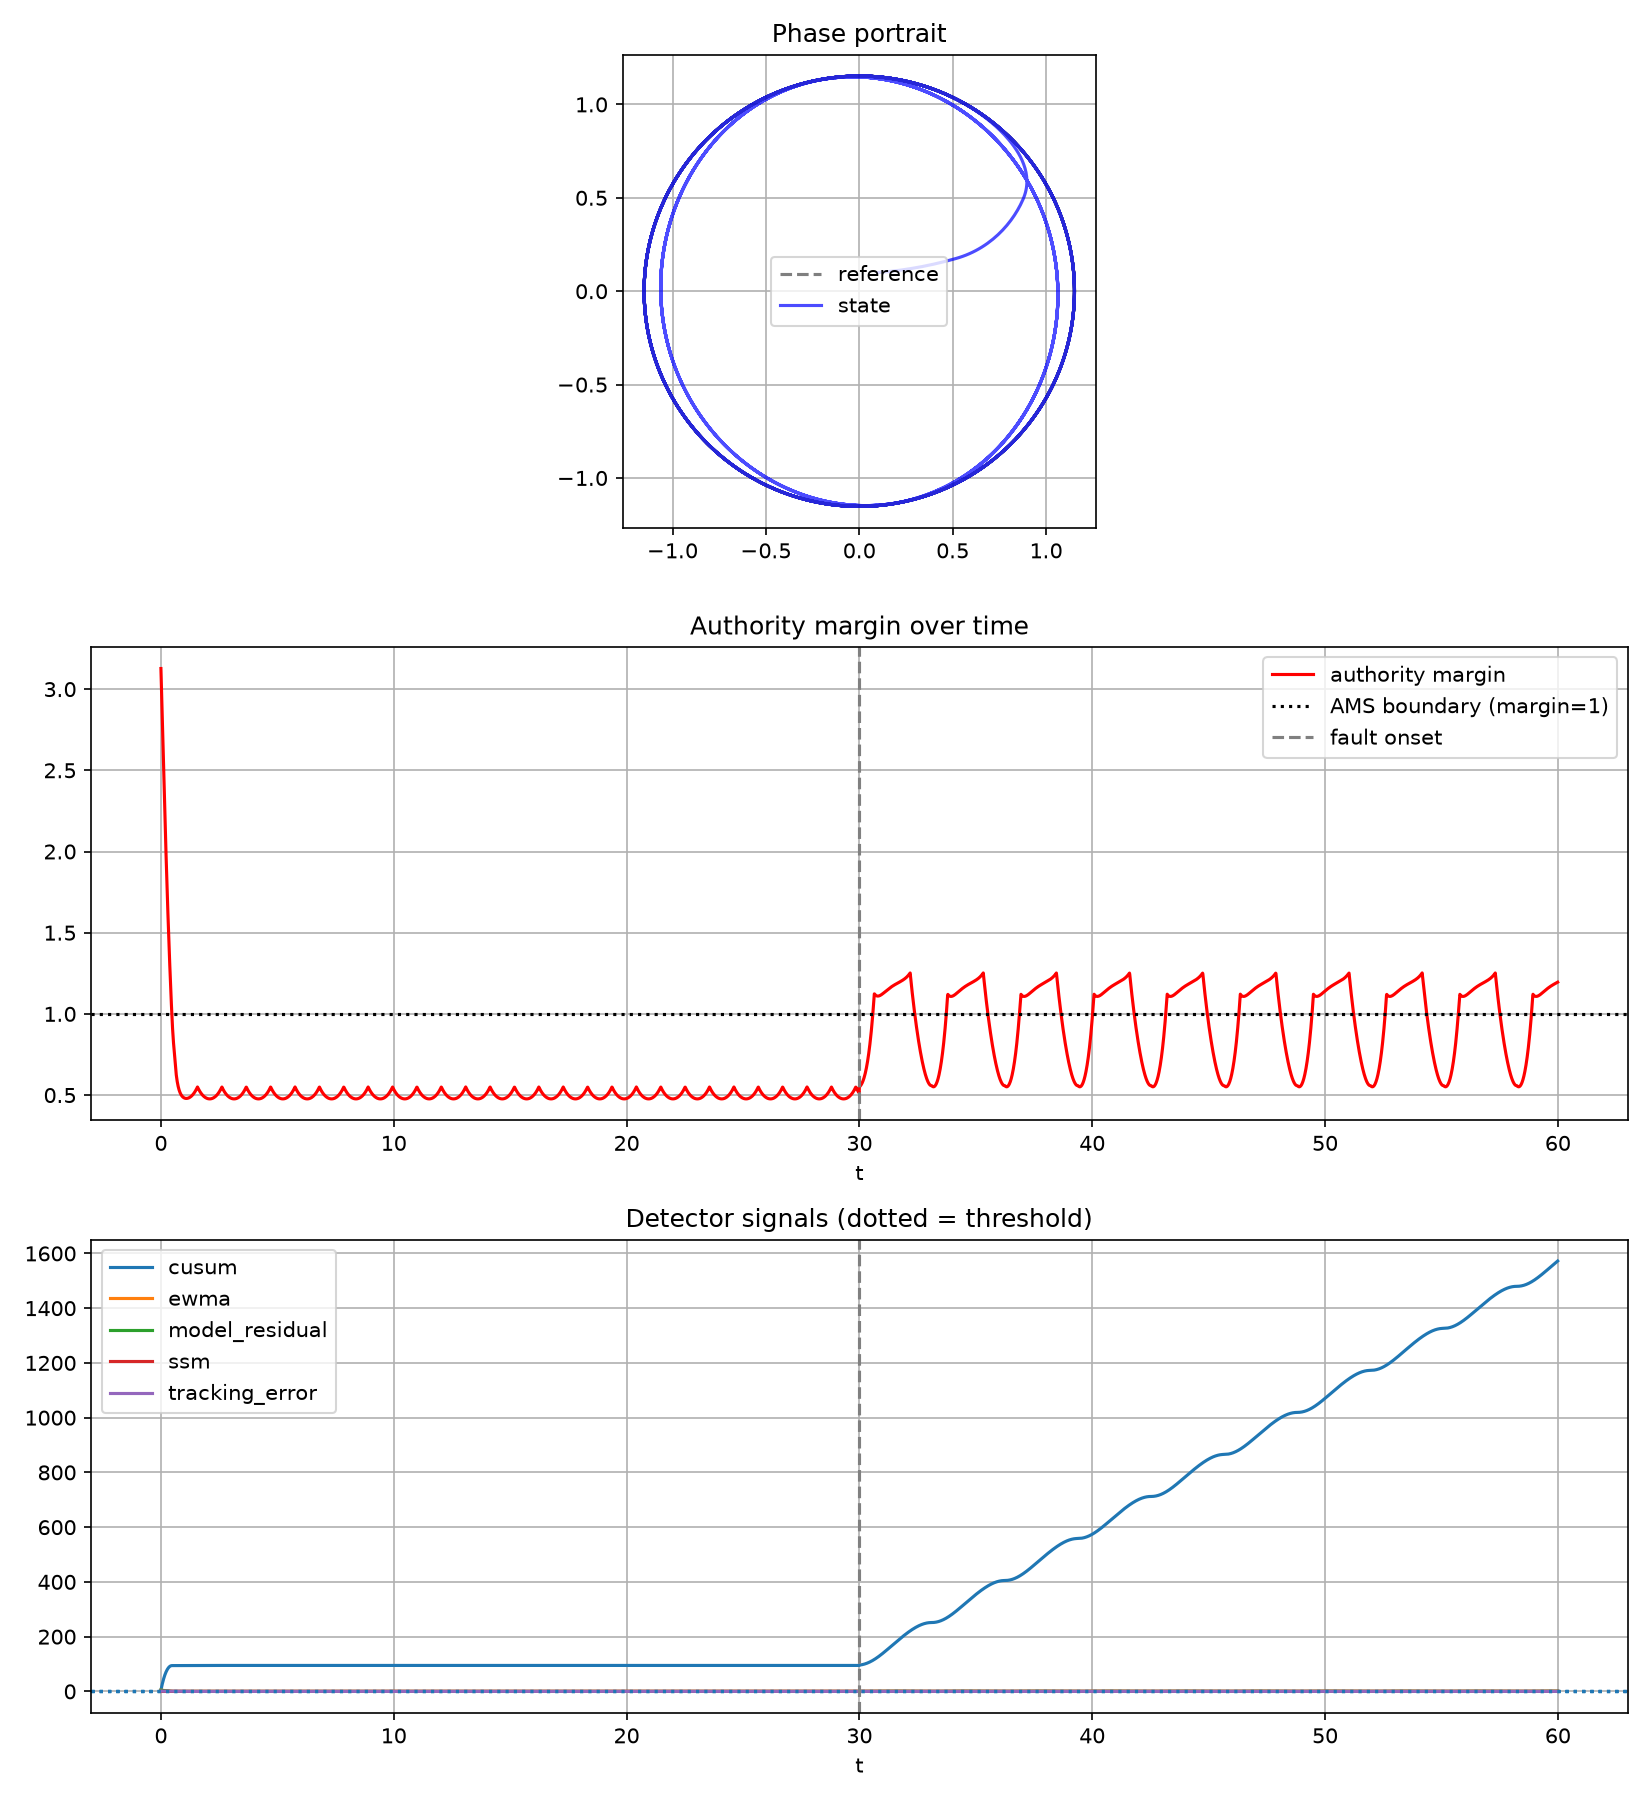 Phase portrait
1.0
0.5
0.0
−0.5
−1.0
reference
state
−1.0 −0.5 0.0 0.5 1.0
Authority margin over time
3.0
2.5
2.0
1.5
1.0
0.5
authority margin
AMS boundary (margin=1)
fault onset
0 10 20 30 40 50 60
t
Detector signals (dotted = threshold)
1600
1400
1200
1000
800
600
400
200
0
cusum
ewma
model_residual
ssm
tracking_error
0 10 20 30 40 50 60
t